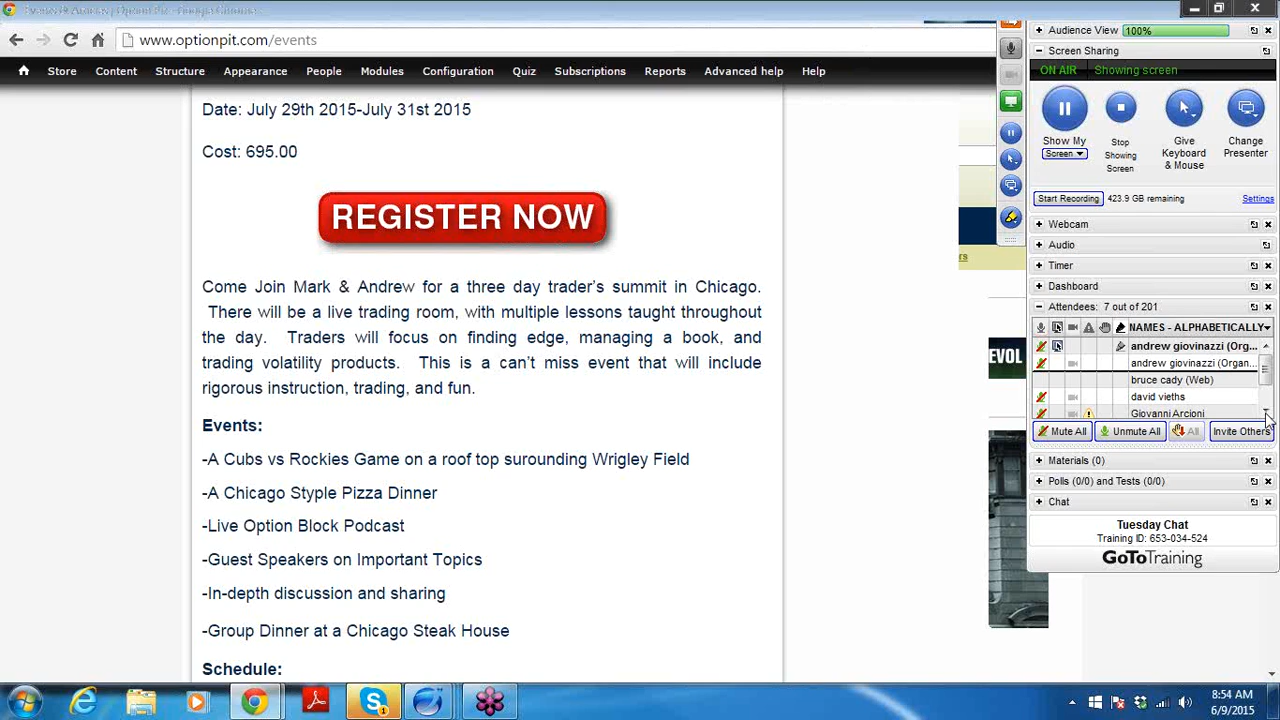 www.optionpit.com/eve
Store Content Structure Appearance Configuration Quiz Subscriptions Reports Advanced help Help
Date: July 29th 2015-July 31st 2015
Cost: 695.00
REGISTER NOW
Come Join Mark & Andrew for a three day trader's summit in Chicago.
There will be a live trading room, with multiple lessons taught throughout
the day. Traders will focus on finding edge, managing a book, and
trading volatility products. This is a can't miss event that will include
rigorous instruction, trading, and fun.
Events:
-A Cubs vs Rockies Game on a roof top surounding Wrigley Field
-A Chicago Styple Pizza Dinner
-Live Option Block Podcast
-Guest Speakers on Important Topics
-In-depth discussion and sharing
-Group Dinner at a Chicago Steak House
Schedule:
EVOL
Audience View 100%
Screen Sharing
ON AIR Showing screen
Show My
Screen
Stop
Showing
Screen
Give
Keyboard
& Mouse
Change
Presenter
Start Recording 423.9 GB remaining Settings
Webcam
Audio
Timer
Dashboard
Attendees: 7 out of 201
NAMES - ALPHABETICALLY
andrew giovinazzi (Org...
andrew giovinazzi (Organ...
bruce cady (Web)
david vieths
Giovanni Arcioni
Mute All Unmute All All Invite Others
Materials (0)
Polls (0/0) and Tests (0/0)
Chat
Tuesday Chat
Training ID: 653-034-524
GoToTraining
8:54 AM
6/9/2015